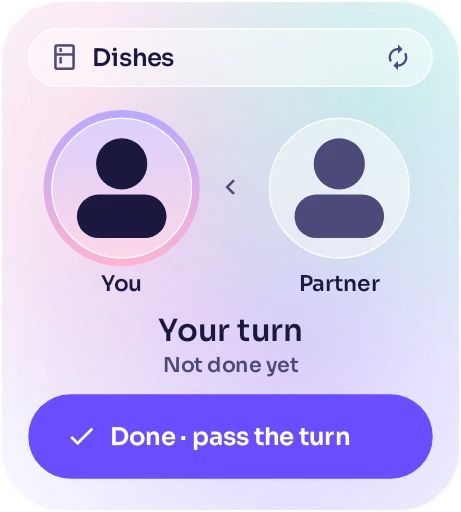 Dishes
You
Partner
Your turn
Not done yet
Done · pass the turn